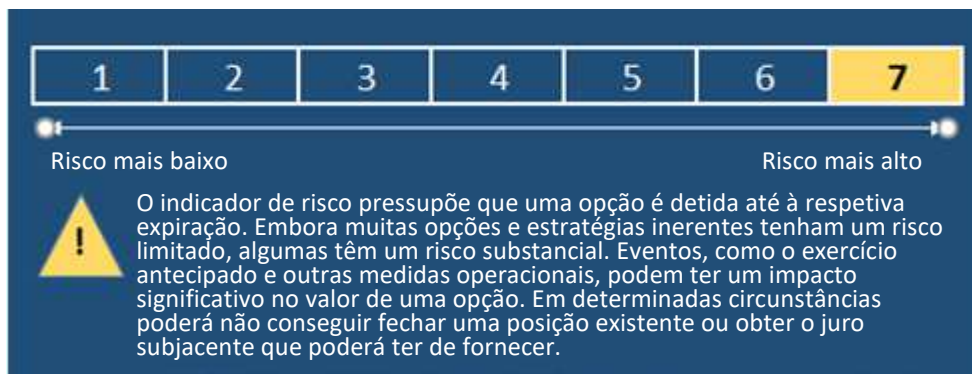 1 2 3 4 5 6 7
Risco mais baixo Risco mais alto
! O indicador de risco pressupõe que uma opção é detida até à respetiva
expiração. Embora muitas opções e estratégias inerentes tenham um risco
limitado, algumas têm um risco substancial. Eventos, como o exercício
antecipado e outras medidas operacionais, podem ter um impacto
significativo no valor de uma opção. Em determinadas circunstâncias
poderá não conseguir fechar uma posição existente ou obter o juro
subjacente que poderá ter de fornecer.